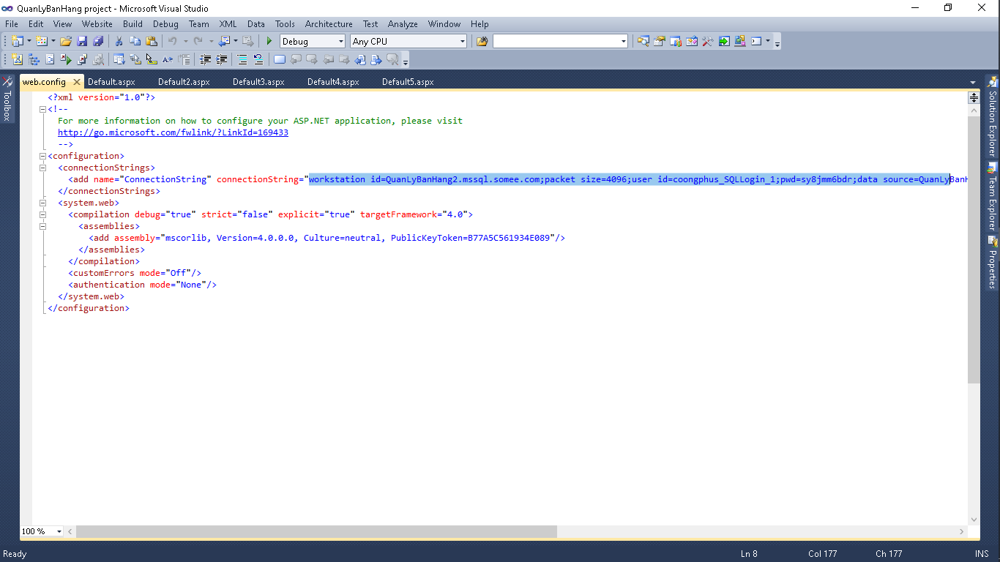 QuanLyBanHang project - Microsoft Visual Studio
File Edit View Website Build Debug Team XML Data Tools Architecture Test Analyze Window Help
Debug Any CPU
web.config Default.aspx Default2.aspx Default3.aspx Default4.aspx Default5.aspx
Toolbox
<?xml version="1.0"?>
<!--
For more information on how to configure your ASP.NET application, please visit
http://go.microsoft.com/fwlink/?LinkId=169433
-->
<configuration>
<connectionStrings>
<add name="ConnectionString" connectionString="workstation id=QuanLyBanHang2.mssql.somee.com;packet size=4096;user id=coongphus_SQLLogin_1;pwd=sy8jmm6bdr;data source=QuanLyBanH
</connectionStrings>
<system.web>
<compilation debug="true" strict="false" explicit="true" targetFramework="4.0">
<assemblies>
<add assembly="mscorlib, Version=4.0.0.0, Culture=neutral, PublicKeyToken=B77A5C561934E089"/>
</assemblies>
</compilation>
<customErrors mode="Off"/>
<authentication mode="None"/>
</system.web>
</configuration>
Solution Explorer
Team Explorer
Properties
100 %
Ready Ln 8 Col 177 Ch 177 INS